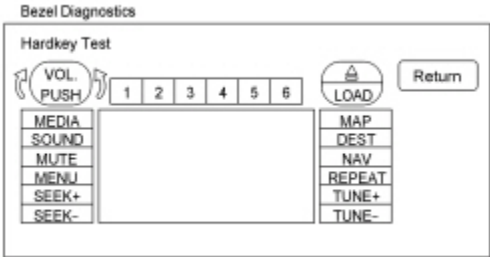 Bezel Diagnostics
Hardkey Test
VOL.
PUSH
1 2 3 4 5 6
LOAD
Return
MEDIA
SOUND
MUTE
MENU
SEEK+
SEEK−
MAP
DEST
NAV
REPEAT
TUNE+
TUNE−